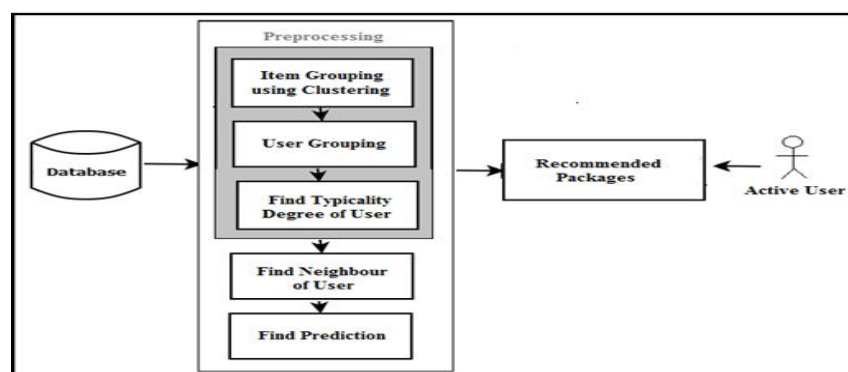 Preprocessing
Item Grouping
using Clustering
User Grouping
Find Typicality
Degree of User
Find Neighbour
of User
Find Prediction
Database
Recommended
Packages
Active User